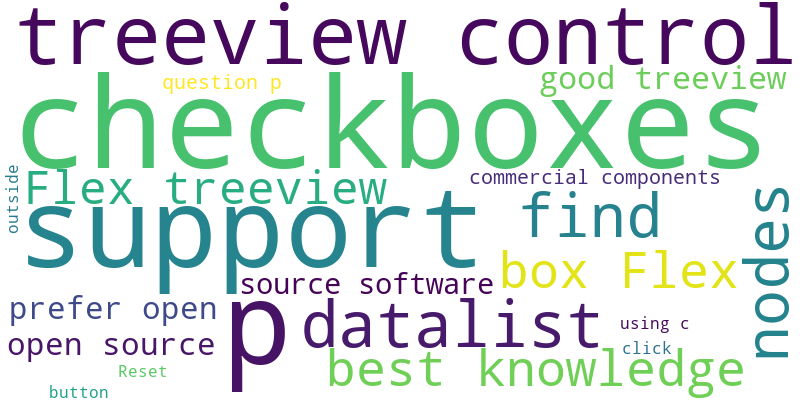 treeview control
question p
good treeview
checkboxes
outside
Flex treeview
commercial components
support
find
nodes
box Flex
source software
prefer open
p
datalist
using c
open source
click
best knowledge
Reset
button